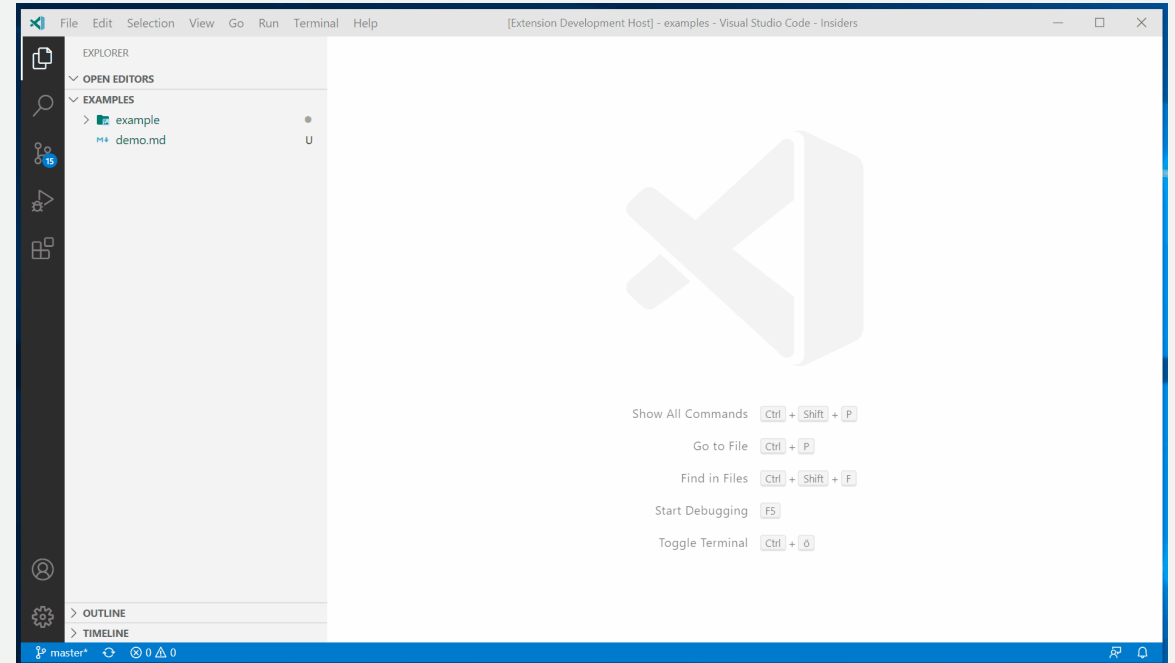 File Edit Selection View Go Run Terminal Help [Extension Development Host] - examples - Visual Studio Code - Insiders
EXPLORER
OPEN EDITORS
EXAMPLES
example
M↓ demo.md U
15
Show All Commands Ctrl + Shift + P
Go to File Ctrl + P
Find in Files Ctrl + Shift + F
Start Debugging F5
Toggle Terminal Ctrl + ő
OUTLINE
TIMELINE
master* 0 0